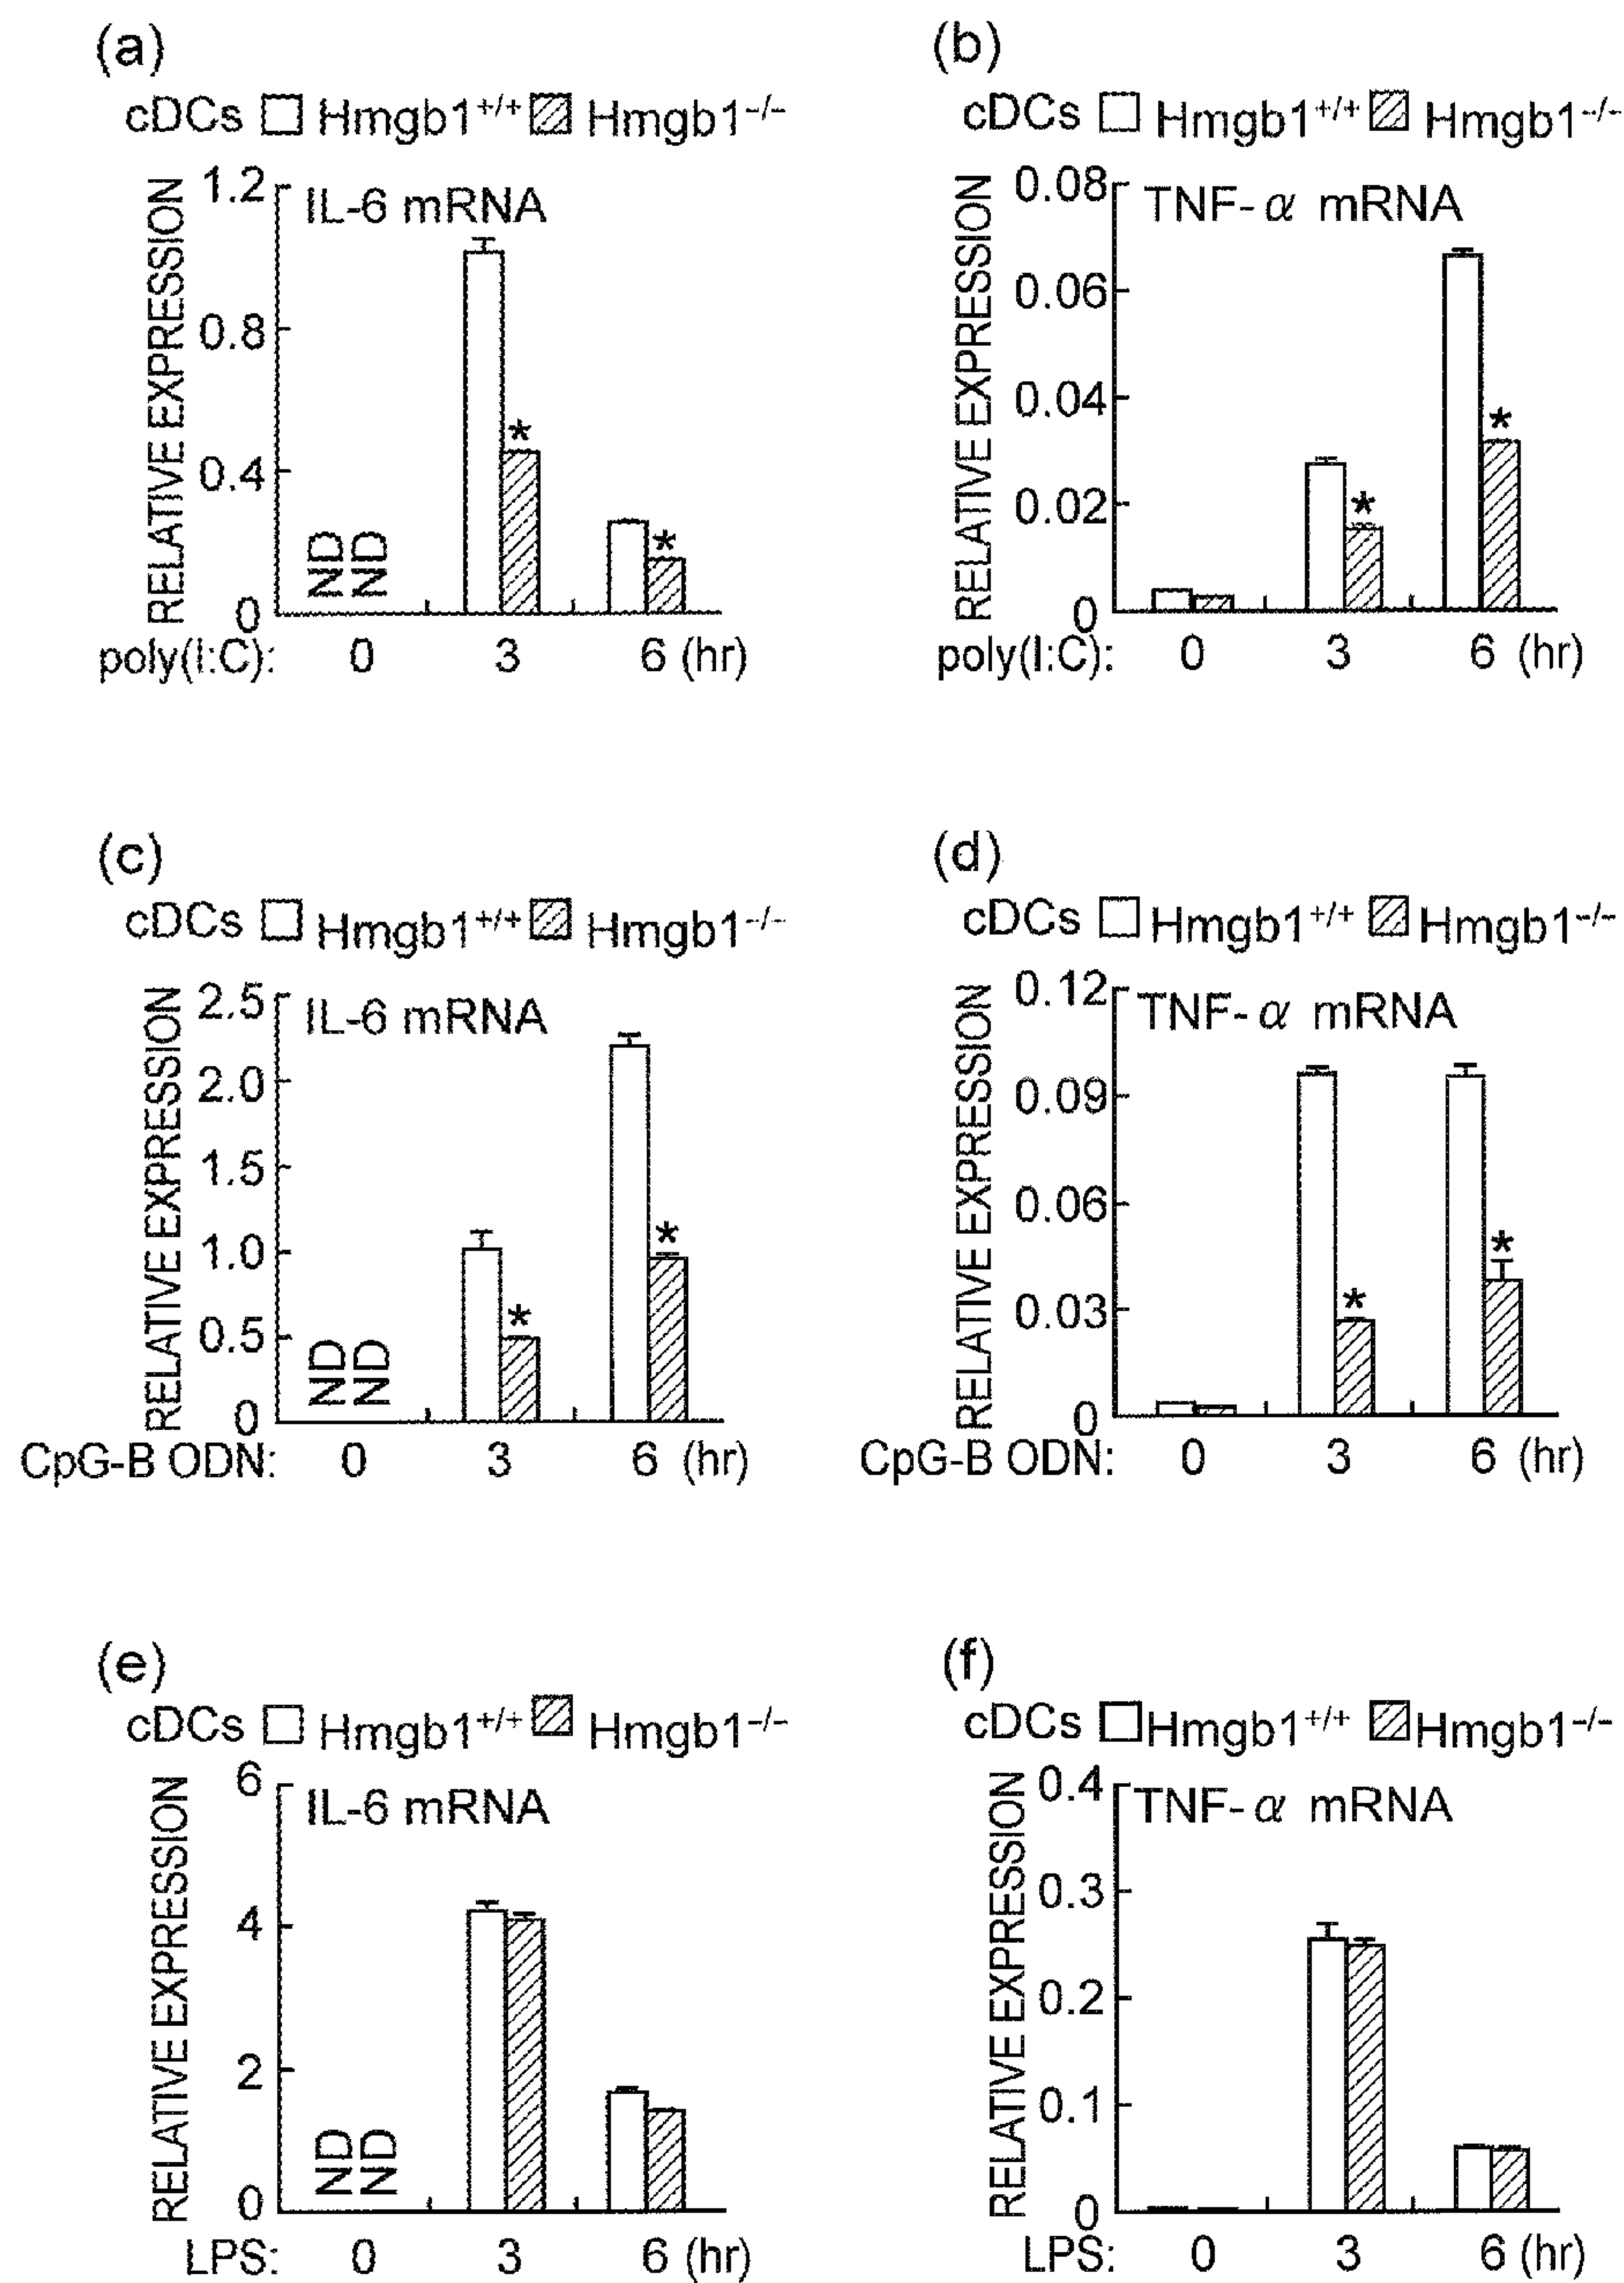 (a)
cDCs Hmgb1+/+ Hmgb1-/-
RELATIVE EXPRESSION
1.2
0.8
0.4
0
IL-6 mRNA
ND
ND
*
*
poly(I:C): 0 3 6 (hr)
(b)
cDCs Hmgb1+/+ Hmgb1-/-
RELATIVE EXPRESSION
0.08
0.06
0.04
0.02
0
TNF-α mRNA
*
*
poly(I:C): 0 3 6 (hr)
(c)
cDCs Hmgb1+/+ Hmgb1-/-
RELATIVE EXPRESSION
2.5
2.0
1.5
1.0
0.5
0
IL-6 mRNA
ND
ND
*
*
CpG-B ODN: 0 3 6 (hr)
(d)
cDCs Hmgb1+/+ Hmgb1-/-
RELATIVE EXPRESSION
0.12
0.09
0.06
0.03
0
TNF-α mRNA
*
*
CpG-B ODN: 0 3 6 (hr)
(e)
cDCs Hmgb1+/+ Hmgb1-/-
RELATIVE EXPRESSION
6
4
2
0
IL-6 mRNA
ND
ND
LPS: 0 3 6 (hr)
(f)
cDCs Hmgb1+/+ Hmgb1-/-
RELATIVE EXPRESSION
0.4
0.3
0.2
0.1
0
TNF-α mRNA
LPS: 0 3 6 (hr)